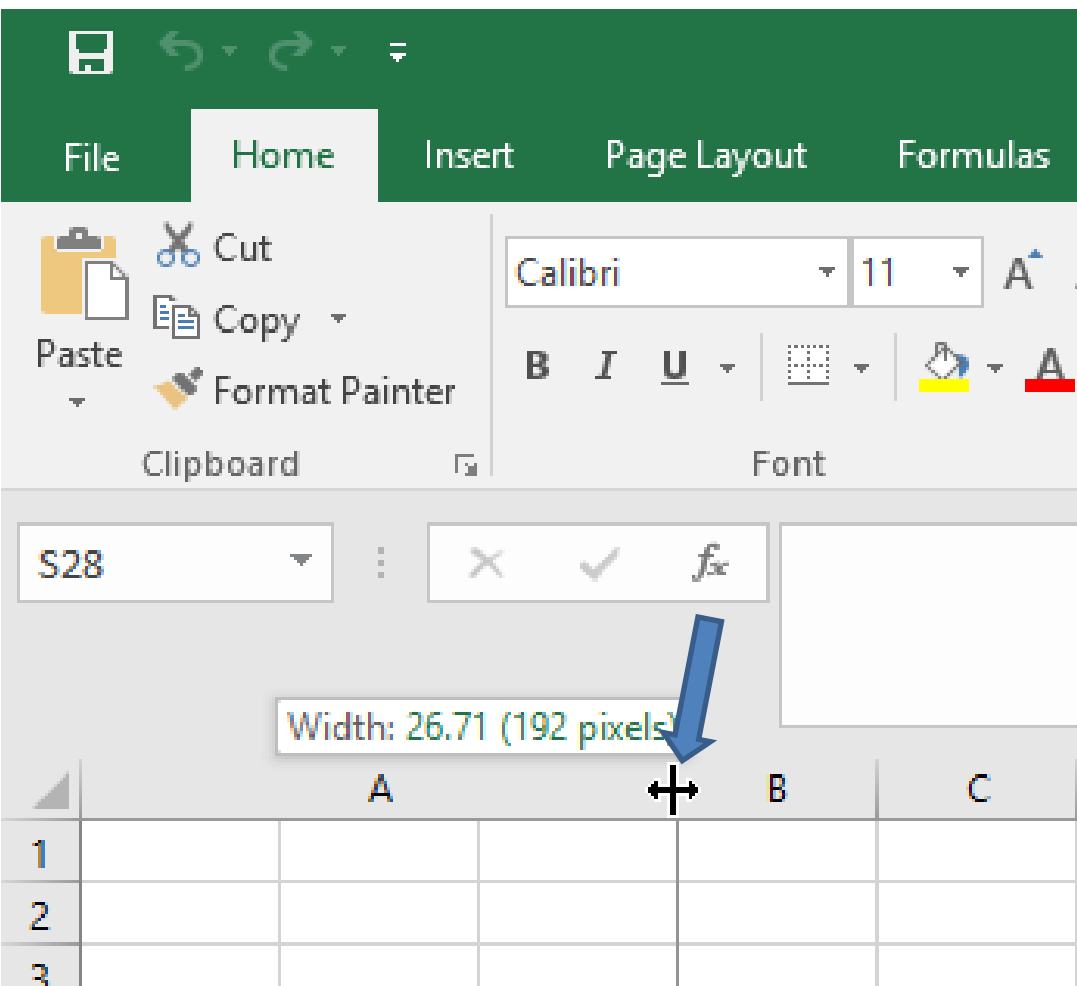 File Home Insert Page Layout Formulas
Cut
Calibri 11 A
Copy
Paste
B I U A
Format Painter
Clipboard Font
S28 fx
Width: 26.71 (192 pixels)
A B C
1
2
3